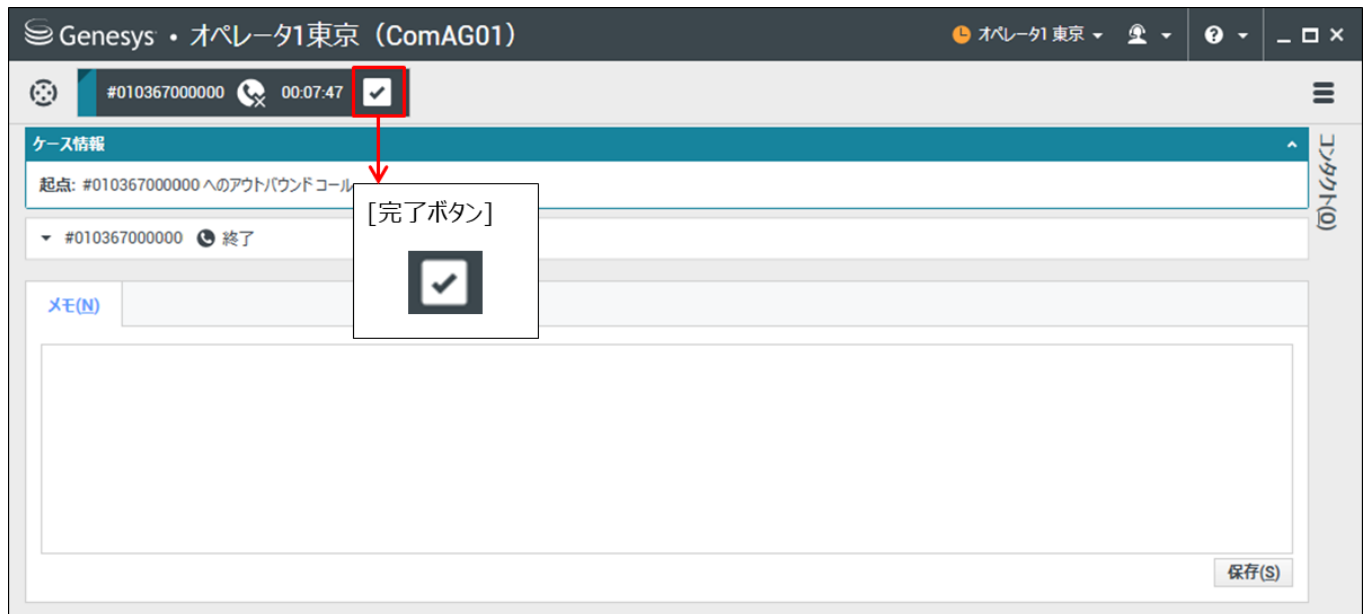 Genesys • オペレータ1東京（ComAG01）
オペレータ1 東京
#010367000000 00:07:47
ケース情報
起点: #010367000000 へのアウトバウンド コール
コンタクト(O)
[完了ボタン]
#010367000000 終了
メモ(N)
保存(S)